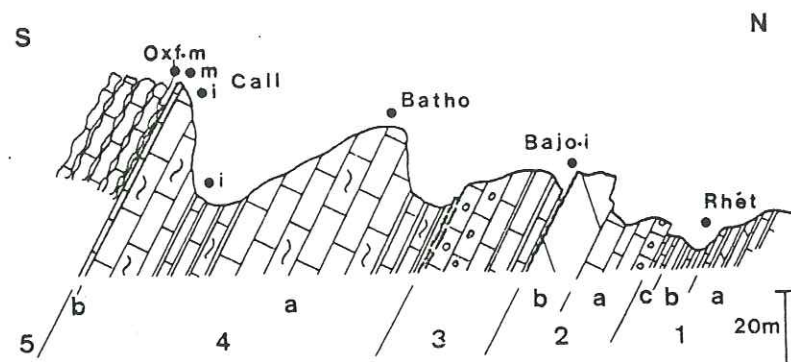 S N
Oxf.m
m
i Call
Batho
Bajo.i
i
Rhét
b a b a c b a
5 4 3 2 1
20m